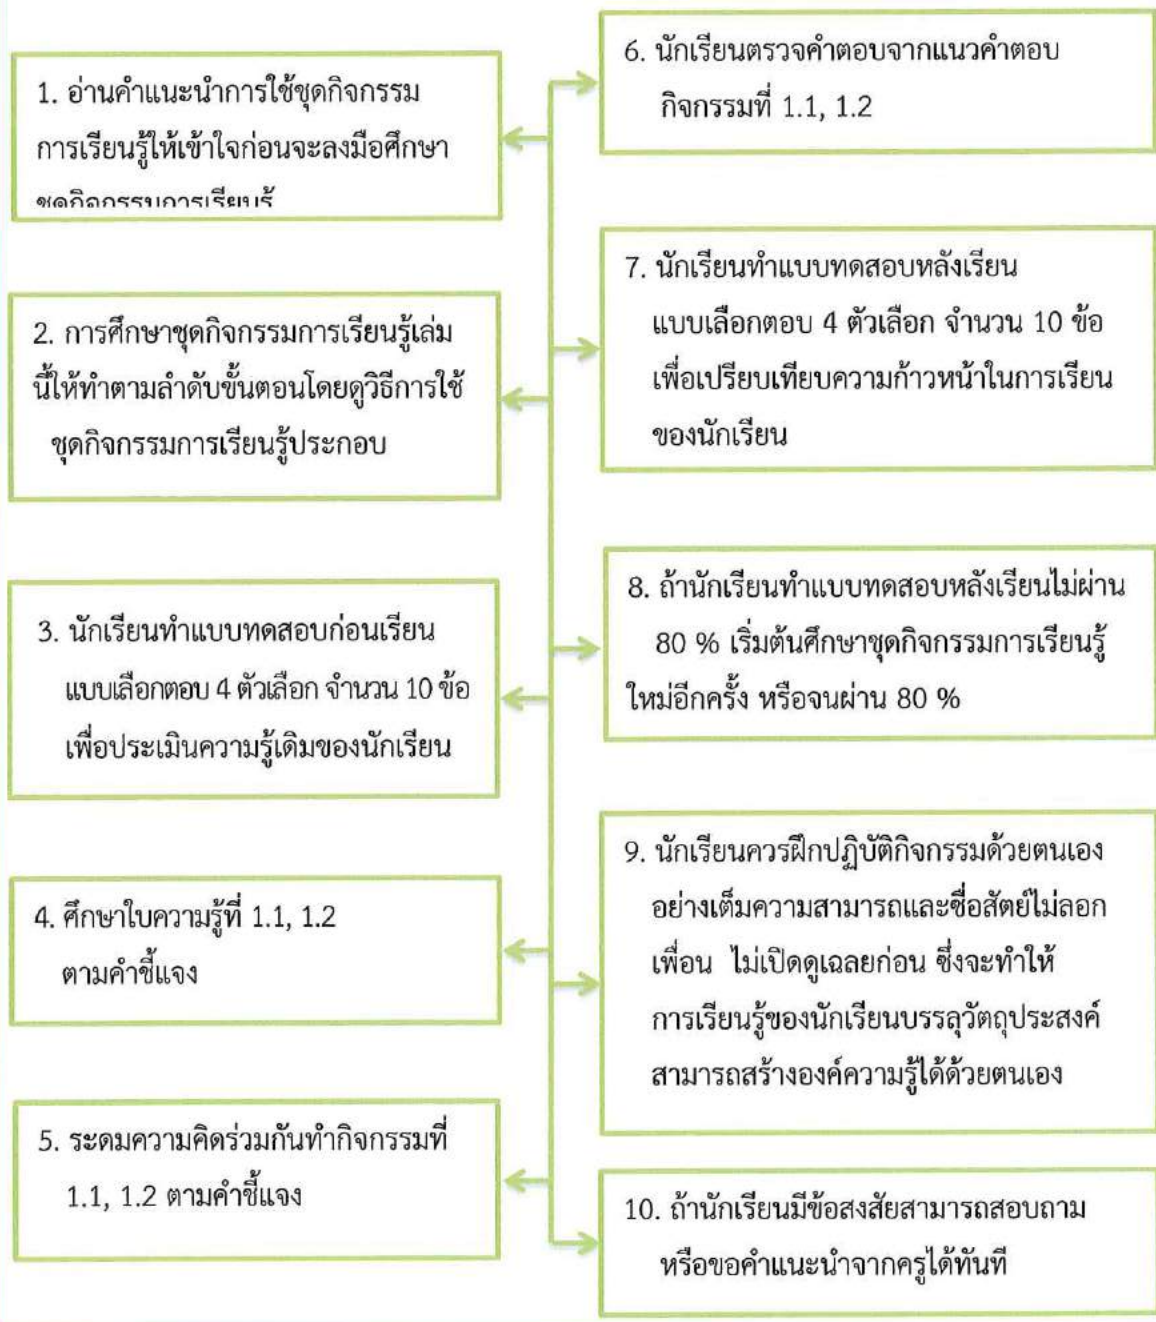 1. อ่านคำแนะนำการใช้ชุดกิจกรรม
การเรียนรู้ให้เข้าใจก่อนจะลงมือศึกษา
ชุดกิจกรรมการเรียนรู้
2. การศึกษาชุดกิจกรรมการเรียนรู้เล่ม
นี้ให้ทำตามลำดับขั้นตอนโดยดูวิธีการใช้
ชุดกิจกรรมการเรียนรู้ประกอบ
3. นักเรียนทำแบบทดสอบก่อนเรียน
แบบเลือกตอบ 4 ตัวเลือก จำนวน 10 ข้อ
เพื่อประเมินความรู้เดิมของนักเรียน
4. ศึกษาใบความรู้ที่ 1.1, 1.2
ตามคำชี้แจง
5. ระดมความคิดร่วมกันทำกิจกรรมที่
1.1, 1.2 ตามคำชี้แจง
6. นักเรียนตรวจคำตอบจากแนวคำตอบ
กิจกรรมที่ 1.1, 1.2
7. นักเรียนทำแบบทดสอบหลังเรียน
แบบเลือกตอบ 4 ตัวเลือก จำนวน 10 ข้อ
เพื่อเปรียบเทียบความก้าวหน้าในการเรียน
ของนักเรียน
8. ถ้านักเรียนทำแบบทดสอบหลังเรียนไม่ผ่าน
80 % เริ่มต้นศึกษาชุดกิจกรรมการเรียนรู้
ใหม่อีกครั้ง หรือจนผ่าน 80 %
9. นักเรียนควรฝึกปฏิบัติกิจกรรมด้วยตนเอง
อย่างเต็มความสามารถและซื่อสัตย์ไม่ลอก
เพื่อน ไม่เปิดดูเฉลยก่อน ซึ่งจะทำให้
การเรียนรู้ของนักเรียนบรรลุวัตถุประสงค์
สามารถสร้างองค์ความรู้ได้ด้วยตนเอง
10. ถ้านักเรียนมีข้อสงสัยสามารถสอบถาม
หรือขอคำแนะนำจากครูได้ทันที